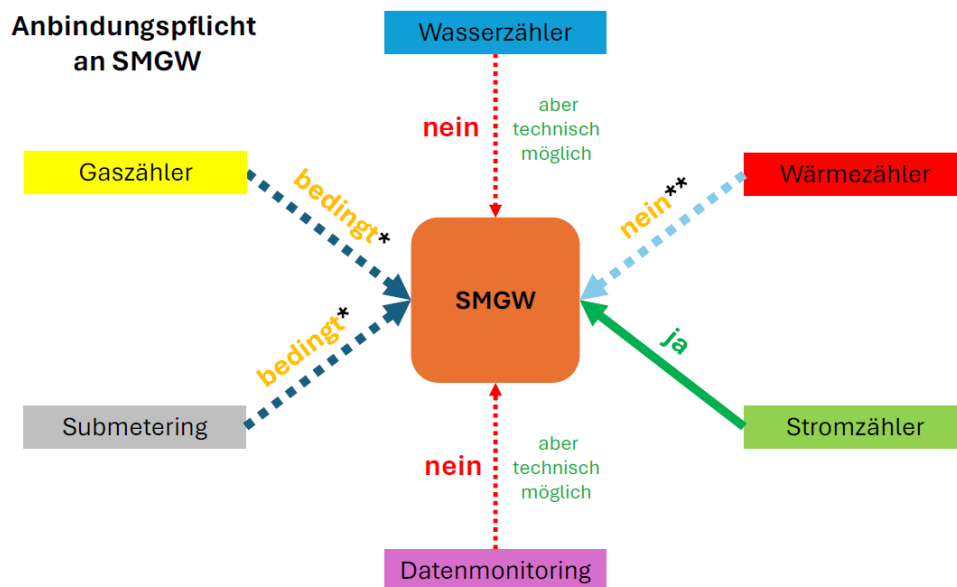 Anbindungspflicht
an SMGW
Wasserzähler
nein
aber
technisch
möglich
Gaszähler
bedingt*
Wärmezähler
nein**
SMGW
bedingt*
ja
Submetering
Stromzähler
nein
aber
technisch
möglich
Datenmonitoring